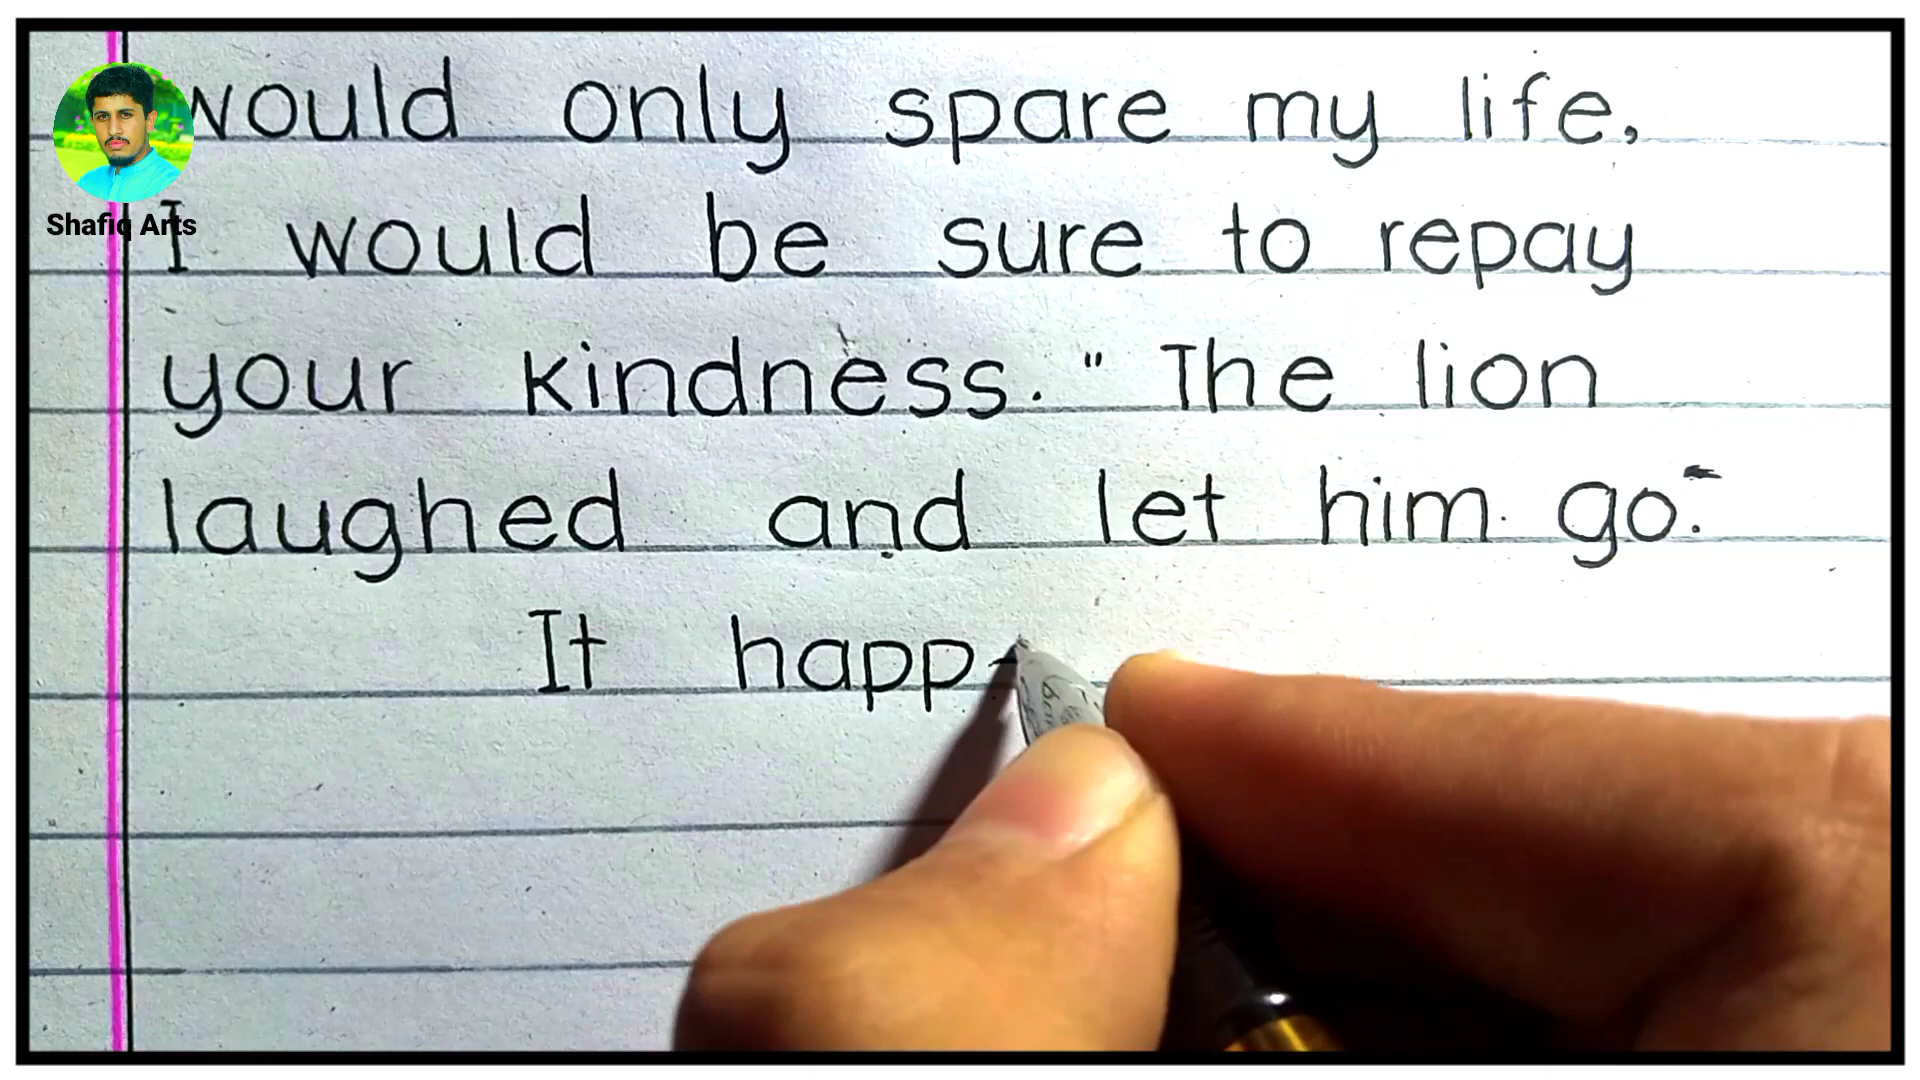 would only spare my life,
Shafiq Arts
I would be sure to repay
your kindness." The lion
laughed and let him go.
It happ